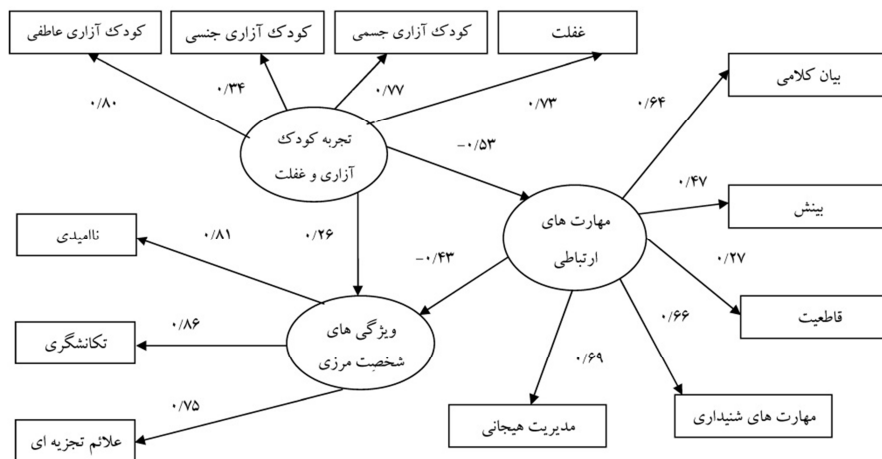 غفلت
کودک آزاری جسمی
کودک آزاری جنسی
کودک آزاری عاطفی
بیان کلامی
۰/۶۴
۰/۷۳
۰/۷۷
۰/۳۴
۰/۸۰
تجربه کودک
آزاری و غفلت
-۰/۵۳
۰/۴۷
بینش
مهارت های
ارتباطی
۰/۲۷
-۰/۴۳
۰/۲۶
۰/۸۱
ناامیدی
قاطعیت
۰/۶۶
ویژگی های
شخصیت مرزی
۰/۸۶
تکانشگری
۰/۶۹
مهارت های شنیداری
مدیریت هیجانی
۰/۷۵
علائم تجزیه ای